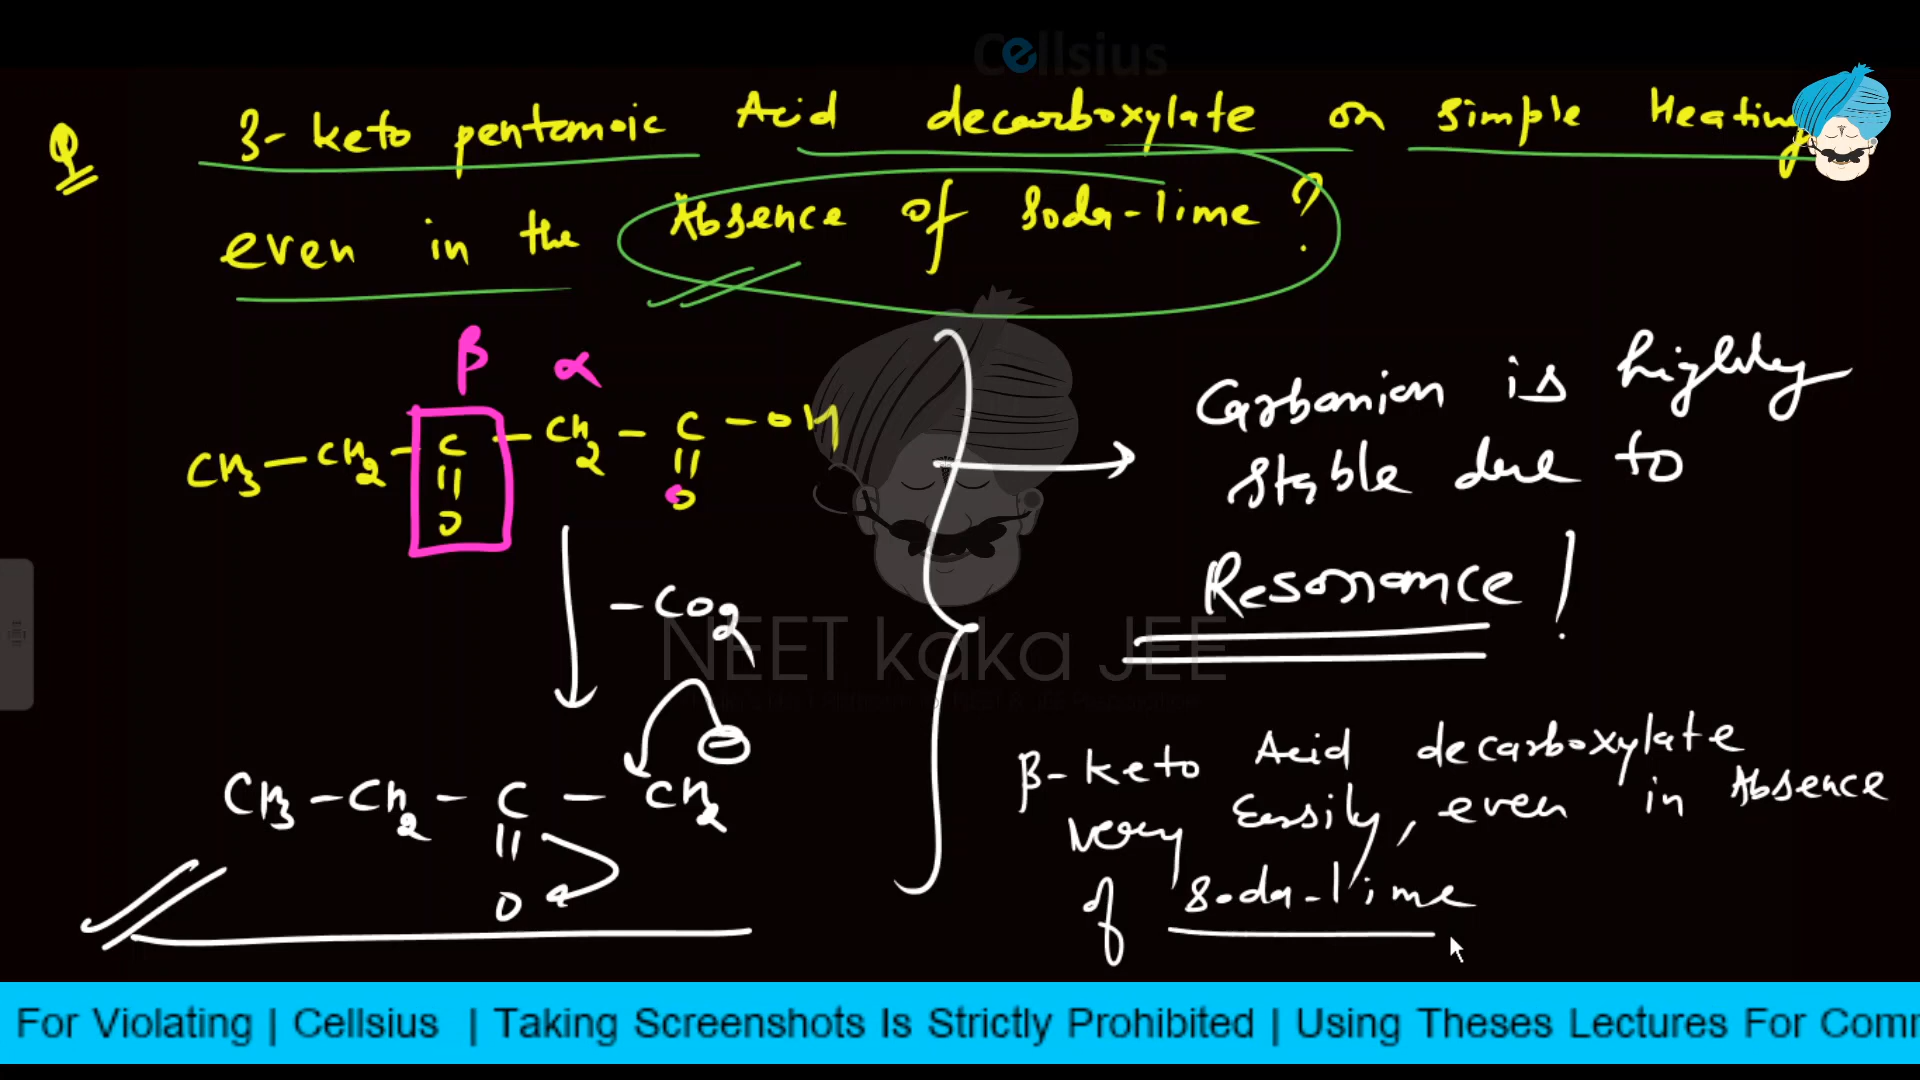 Cellsius
Q 3-keto pentanoic Acid decarboxylate on simple Heating
even in the Absence of Soda-lime ?
β α
CH3 — CH2 - C - CH2 - C - OH
|| ||
O O
- CO2
⊖
CH3 - CH2 - C - CH2
||
O
Carbanion is highly
stable due to
Resonance !
β-keto Acid decarboxylate
very Easily, even in Absence
of Soda-lime
NEET kaka JEE
For Violating | Cellsius | Taking Screenshots Is Strictly Prohibited | Using Theses Lectures For Comm